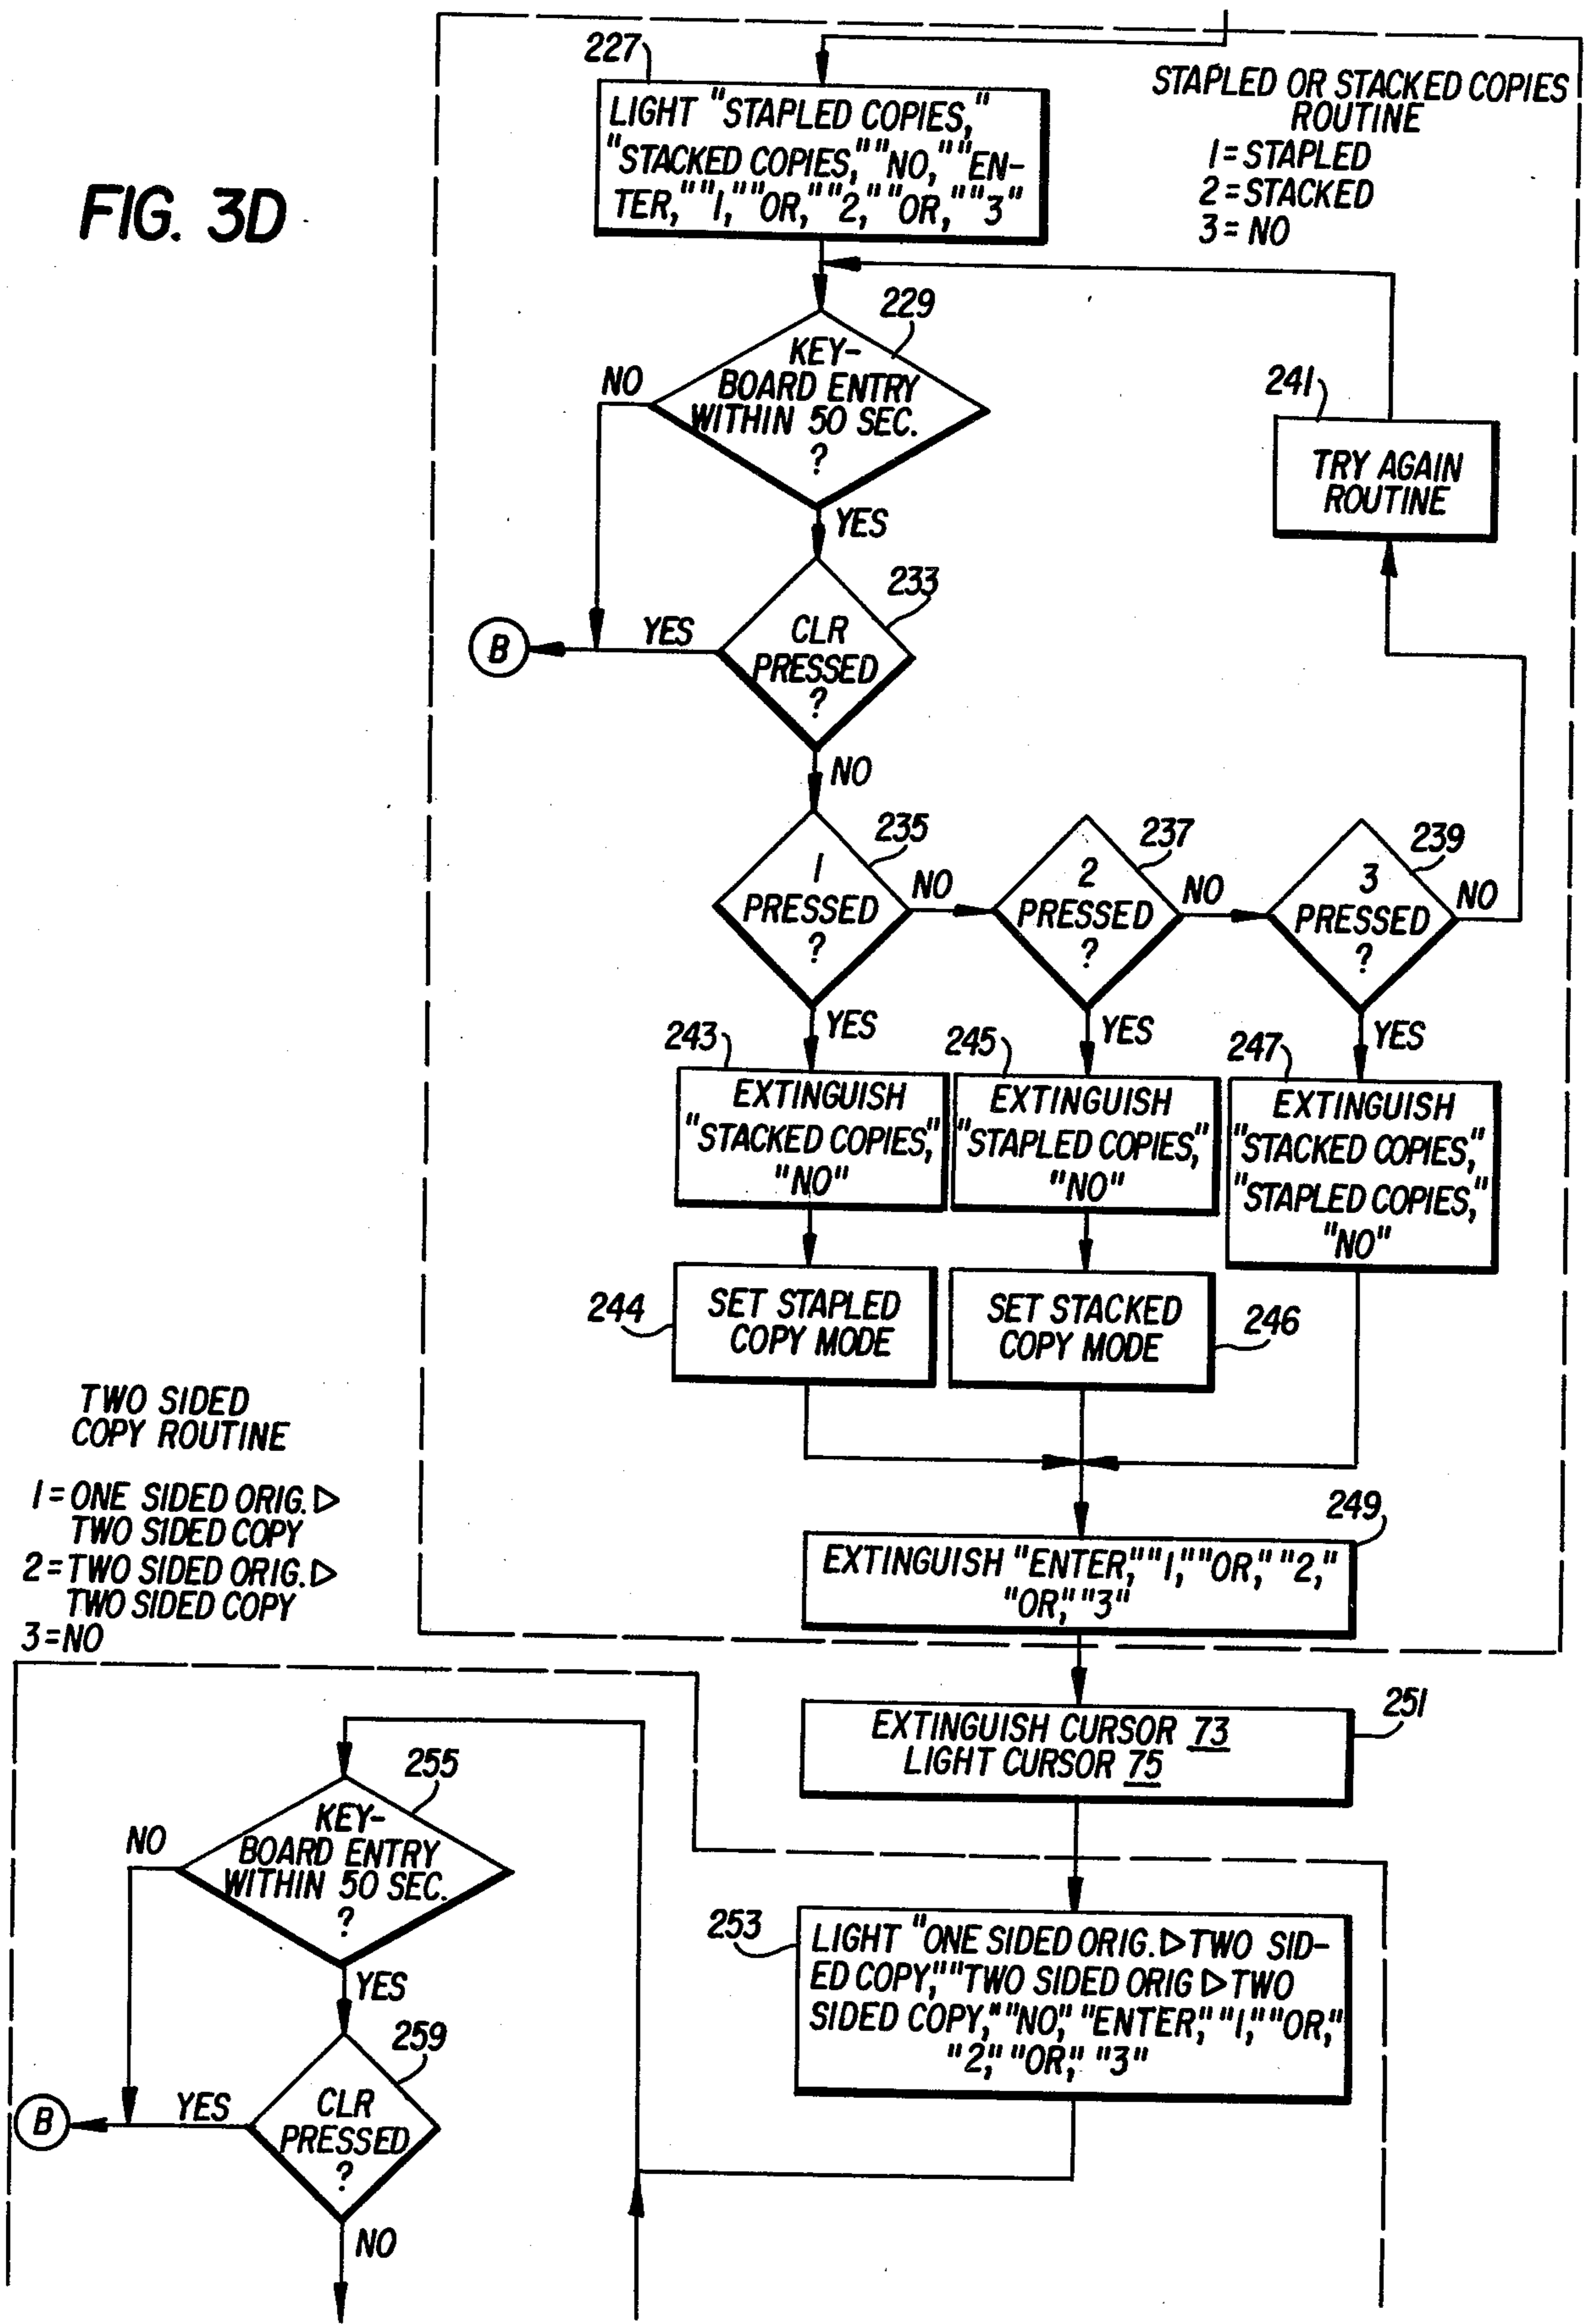 FIG. 3D
227
LIGHT "STAPLED COPIES,"
"STACKED COPIES,""NO,""EN-
TER,""1,""OR,""2,""OR,""3"
STAPLED OR STACKED COPIES
ROUTINE
1=STAPLED
2=STACKED
3=NO
229
KEY-
BOARD ENTRY
WITHIN 50 SEC.
?
NO
YES
241
TRY AGAIN
ROUTINE
233
CLR
PRESSED
?
YES
B
NO
235
1
PRESSED
?
NO
237
2
PRESSED
?
NO
239
3
PRESSED
?
NO
YES
YES
YES
243
EXTINGUISH
"STACKED COPIES,"
"NO"
245
EXTINGUISH
"STAPLED COPIES,"
"NO"
247
EXTINGUISH
"STACKED COPIES,"
"STAPLED COPIES,"
"NO"
244
SET STAPLED
COPY MODE
SET STACKED
COPY MODE
246
249
EXTINGUISH "ENTER,""1,""OR,""2,"
"OR,""3"
251
EXTINGUISH CURSOR 73
LIGHT CURSOR 75
TWO SIDED
COPY ROUTINE
1=ONE SIDED ORIG.▷
TWO SIDED COPY
2=TWO SIDED ORIG.▷
TWO SIDED COPY
3=NO
253
LIGHT "ONE SIDED ORIG.▷TWO SID-
ED COPY,""TWO SIDED ORIG▷TWO
SIDED COPY,""NO,""ENTER,""1,""OR,"
"2,""OR,""3"
255
KEY-
BOARD ENTRY
WITHIN 50 SEC.
?
NO
YES
259
CLR
PRESSED
?
YES
B
NO